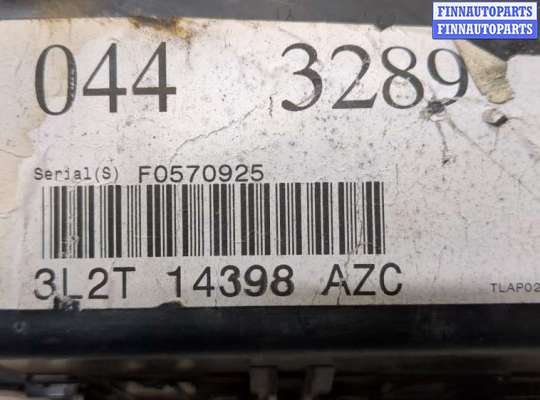 FINNAUTOPARTS
FINNAUTOPARTS
044 3289
Serial(S) F0570925
3L2T 14398 AZC
TLAP02